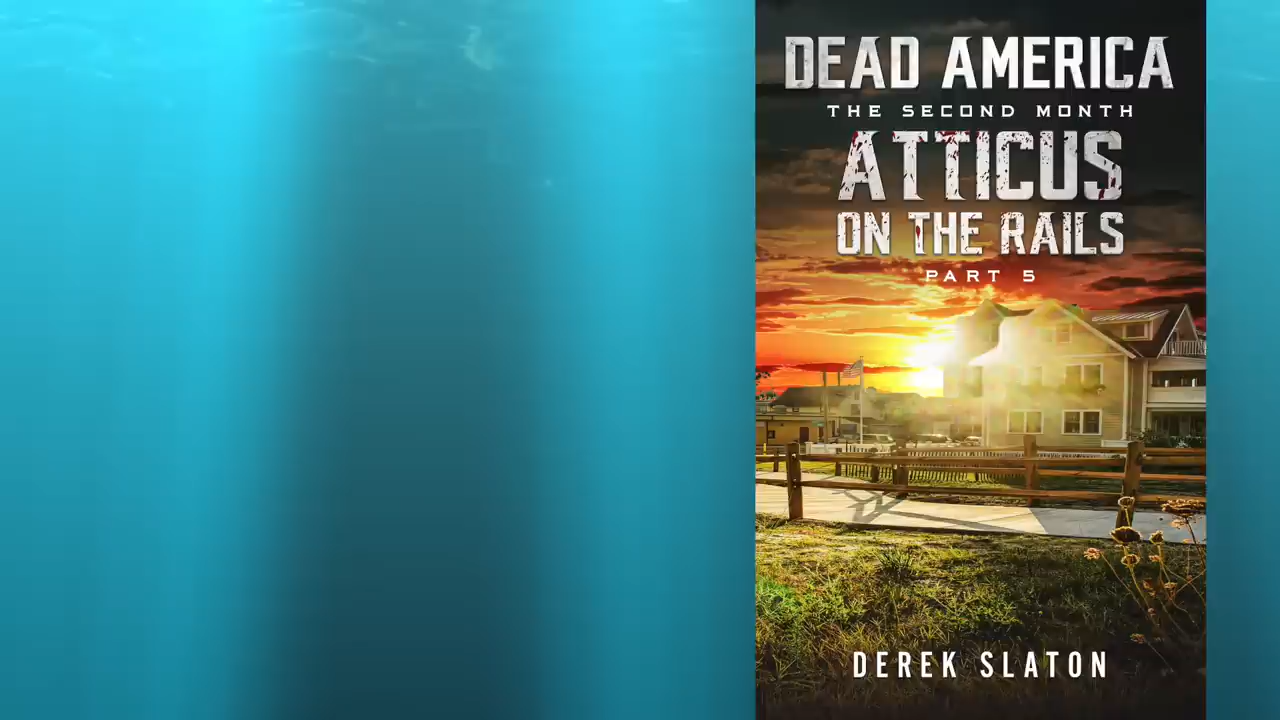 DEAD AMERICA
THE SECOND MONTH
ATTICUS
ON THE RAILS
PART 5
DEREK SLATON